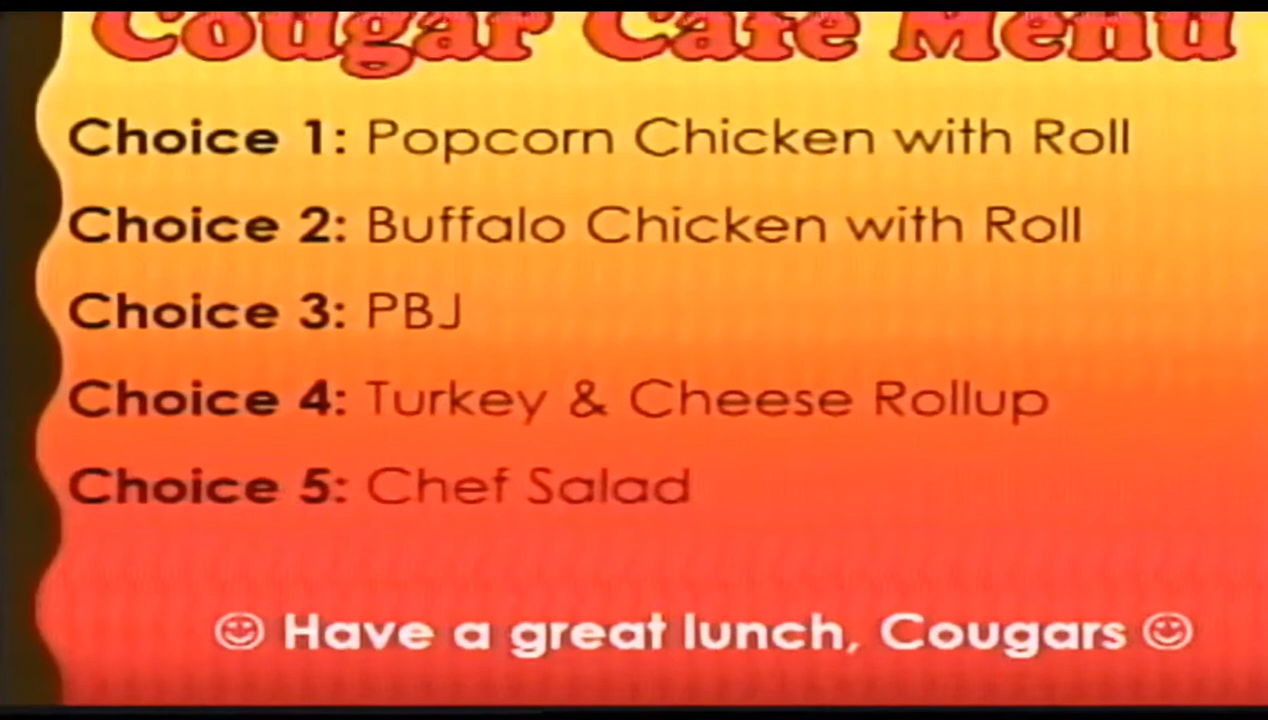 Cougar Cafe Menu
Choice 1: Popcorn Chicken with Roll
Choice 2: Buffalo Chicken with Roll
Choice 3: PBJ
Choice 4: Turkey & Cheese Rollup
Choice 5: Chef Salad
☺ Have a great lunch, Cougars ☺